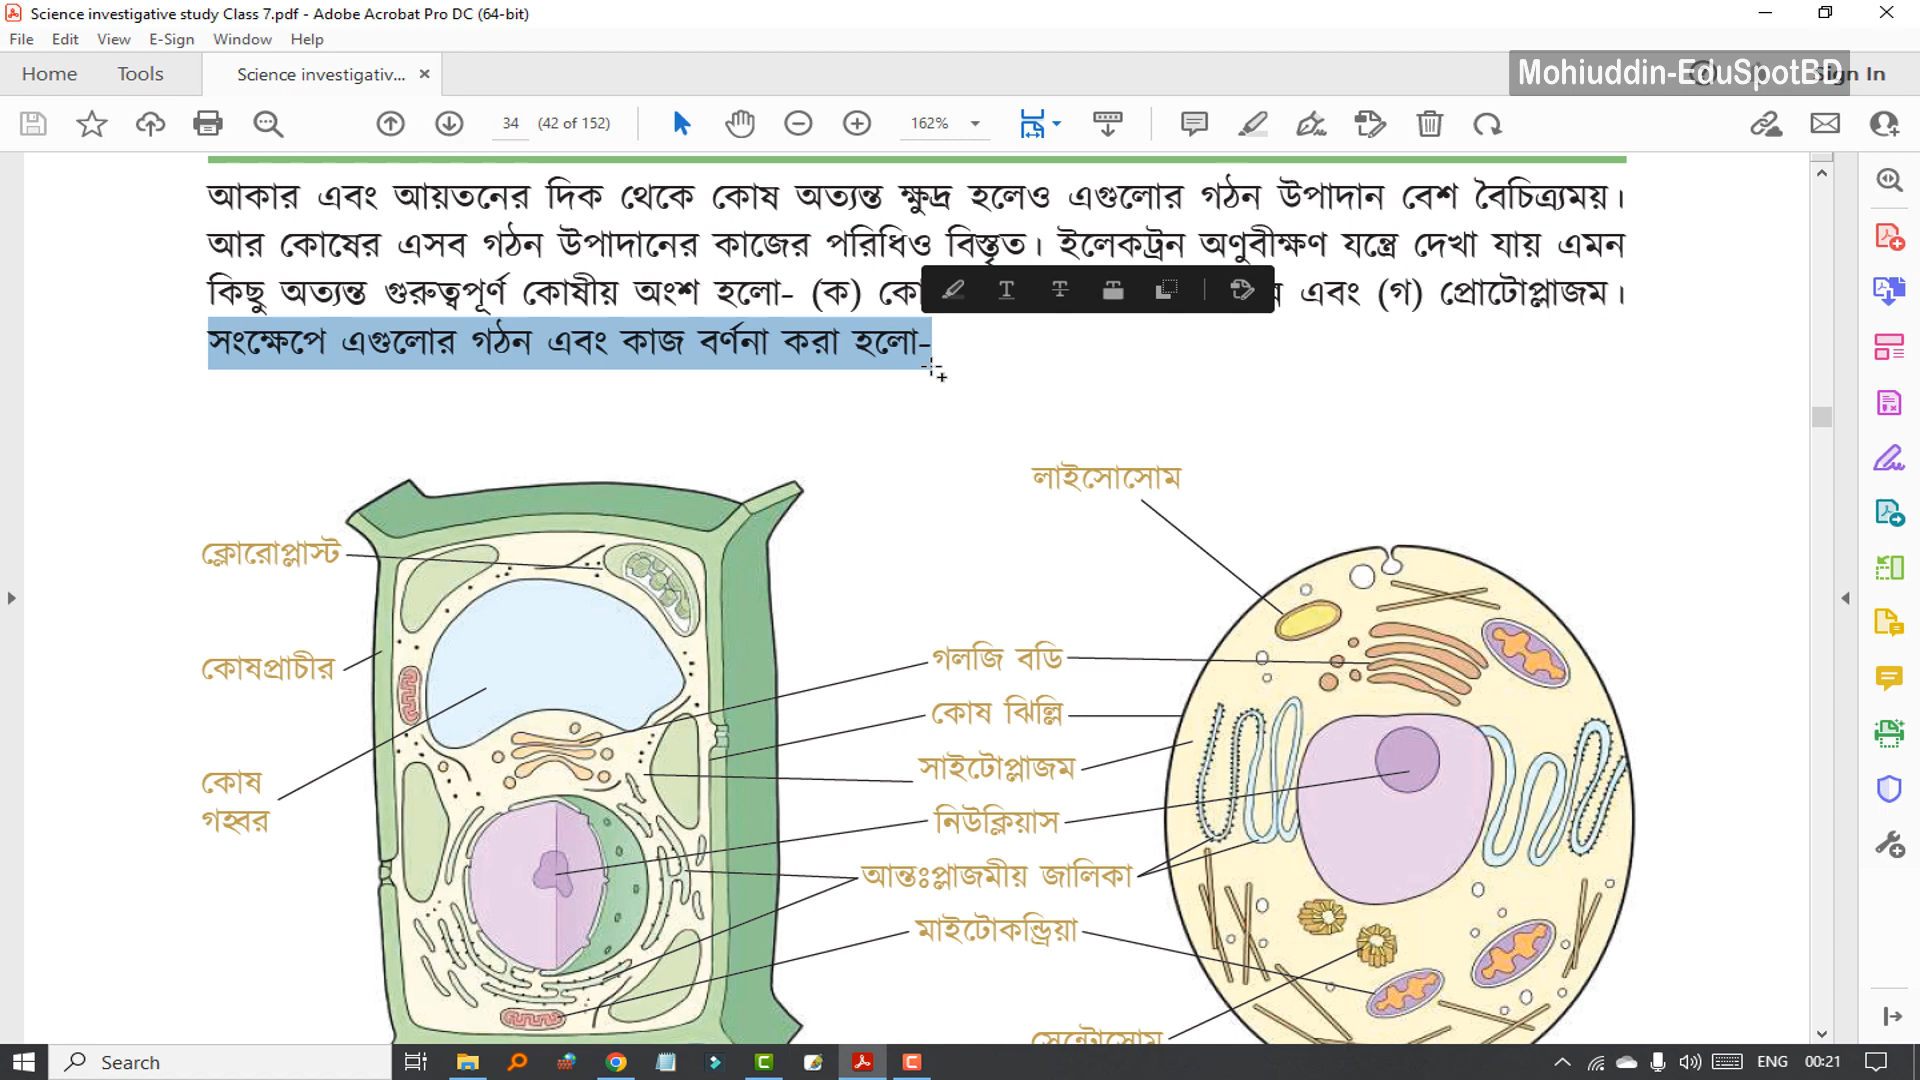 Science investigative study Class 7.pdf - Adobe Acrobat Pro DC (64-bit)
File Edit View E-Sign Window Help
Home Tools Science investigativ... × Mohiuddin-EduSpotBD Sign In
34 (42 of 152) 162%
আকার এবং আয়তনের দিক থেকে কোষ অত্যন্ত ক্ষুদ্র হলেও এগুলোর গঠন উপাদান বেশ বৈচিত্র্যময়।
আর কোষের এসব গঠন উপাদানের কাজের পরিধিও বিস্তৃত। ইলেকট্রন অণুবীক্ষণ যন্ত্রে দেখা যায় এমন
কিছু অত্যন্ত গুরুত্বপূর্ণ কোষীয় অংশ হলো- (ক) এবং (গ) প্রোটোপ্লাজম।
সংক্ষেপে এগুলোর গঠন এবং কাজ বর্ণনা করা হলো-
লাইসোসোম
ক্লোরোপ্লাস্ট
গলজি বডি
কোষপ্রাচীর
কোষ ঝিল্লি
সাইটোপ্লাজম
কোষ
গহ্বর
নিউক্লিয়াস
আন্তঃপ্লাজমীয় জালিকা
মাইটোকন্ড্রিয়া
সেন্ট্রোসোম
Search ENG 00:21